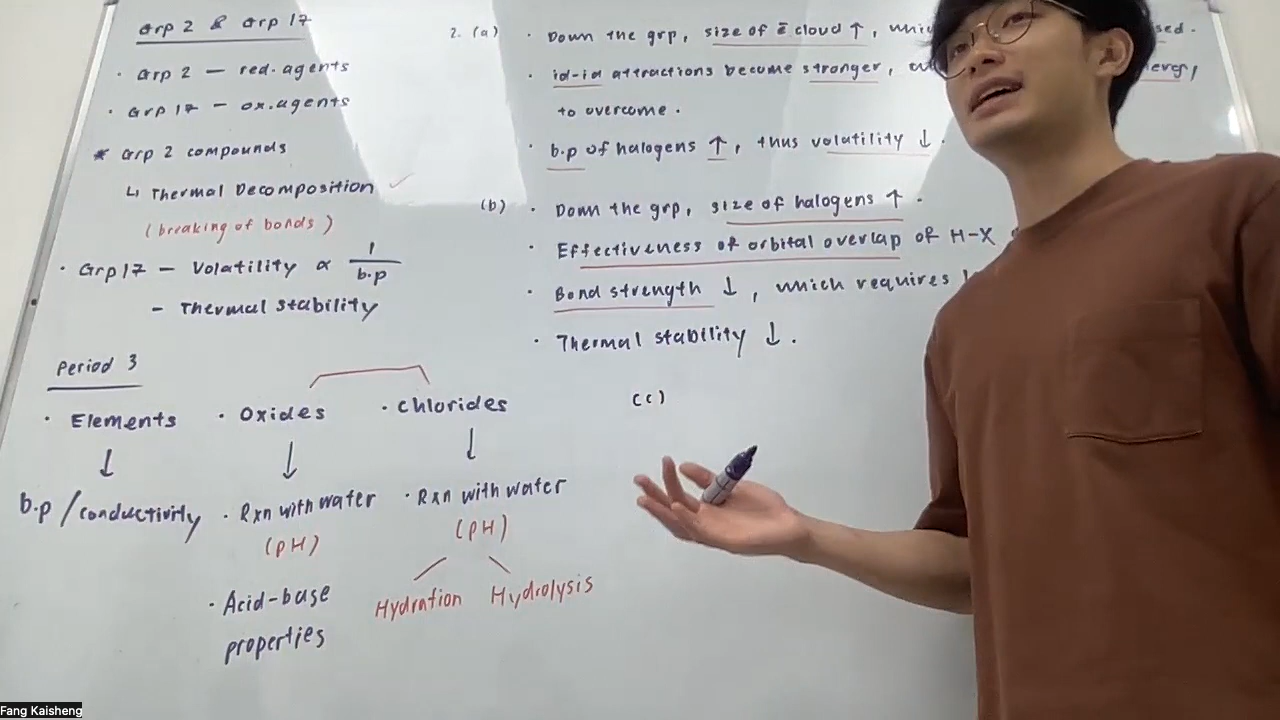 Grp 2 & Grp 17
· Grp 2 — red. agents
· Grp 17 — ox. agents
* Grp 2 compounds
↳ Thermal Decomposition ✓
(breaking of bonds)
· Grp 17 — Volatility ∝ 1/b.p
— Thermal stability
Period 3
· Elements · Oxides · Chlorides
↓ ↓ ↓
b.p / conductivity · Rxn with water · Rxn with water
(pH) (pH)
· Acid-base Hydration Hydrolysis
properties
2. (a) · Down the grp, size of ē cloud ↑, sed.
· id-id attractions become stronger,
to overcome.
· b.p of halogens ↑, thus volatility ↓.
(b) · Down the grp, size of halogens ↑.
· Effectiveness of orbital overlap of H-X
· Bond strength ↓, which requires
· Thermal stability ↓.
(c)
Fang Kaisheng